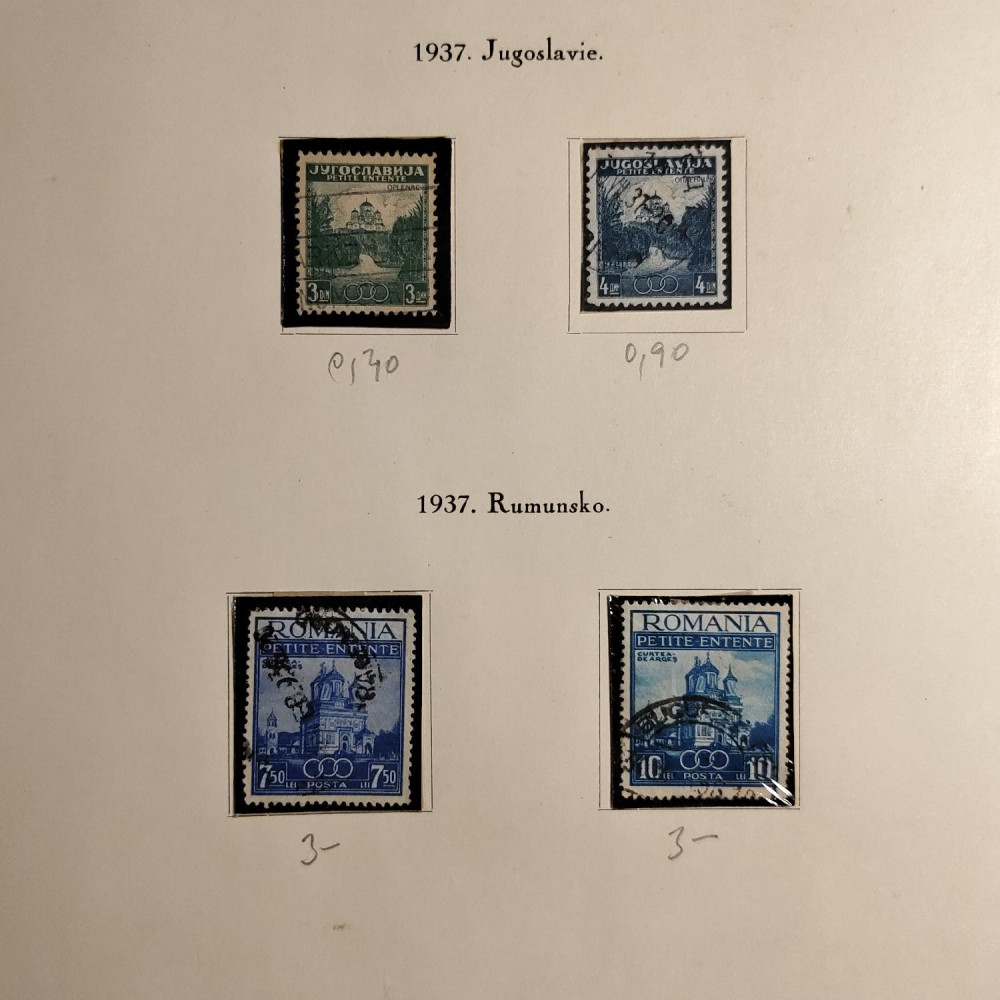 1937. Jugoslavie.
ЈУГОСЛАВИЈА
PETITE ENTENTE
OPLENAC
3 DIN 3 DIN
JUGOSLAVIJA
PETITE ENTENTE
4 DIN 4 DIN
0,90
1937. Rumunsko.
ROMANIA
PETITE-ENTENTE
7 50 LEI POSTA LEI 7 50
ROMANIA
PETITE-ENTENTE
CURTEA-
DE ARGEȘ
10 LEI POSTA LEI 10
3-
3-